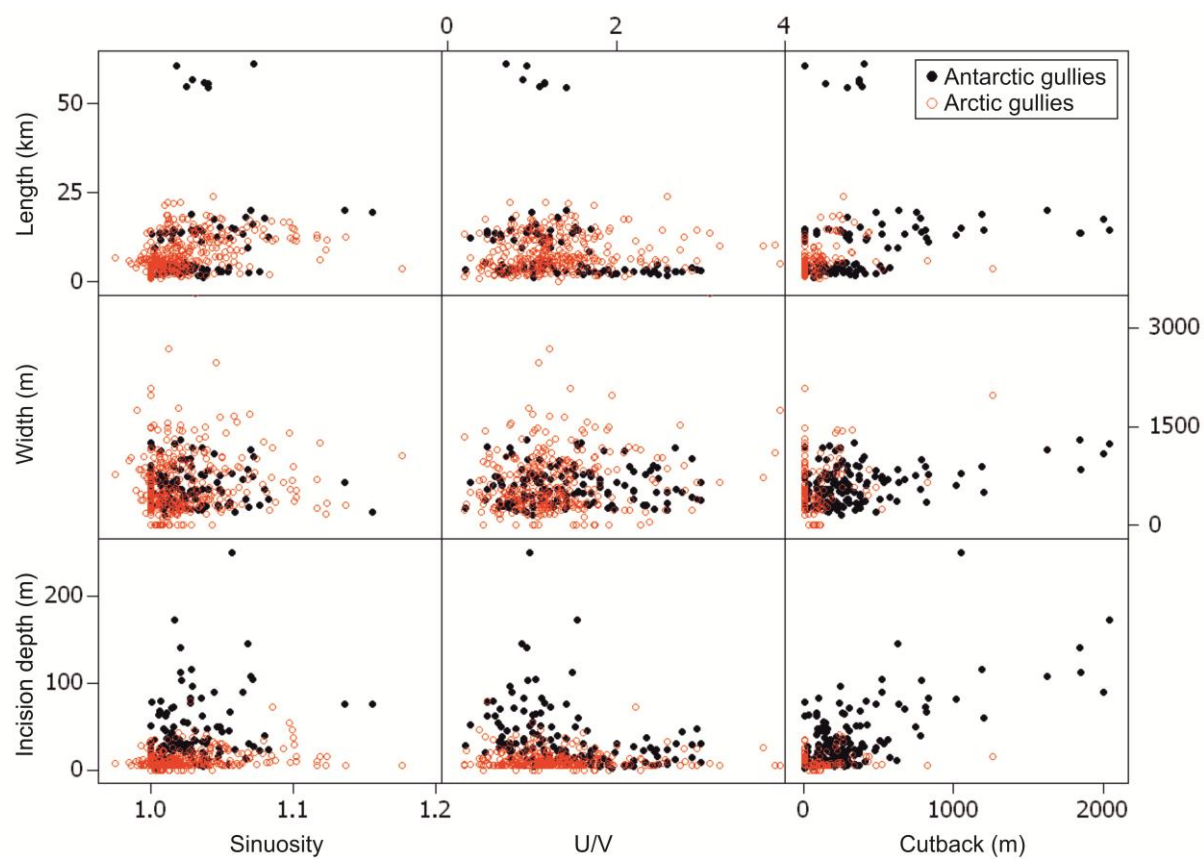 0 2 4
Antarctic gullies
Arctic gullies
Length (km)
50
25
0
Width (m)
3000
1500
0
Incision depth (m)
200
100
0
1.0 1.1 1.2 0 1000 2000
Sinuosity U/V Cutback (m)